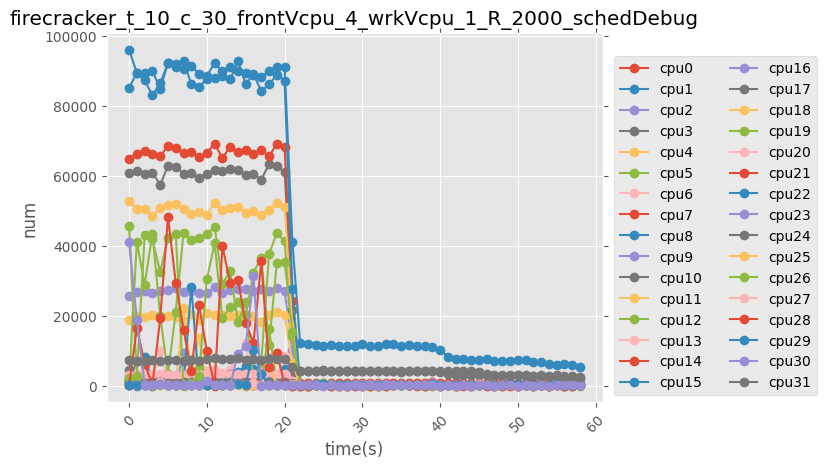 firecracker_t_10_c_30_frontVcpu_4_wrkVcpu_1_R_2000_schedDebug
num
100000
80000
60000
40000
20000
0
0
10
20
30
40
50
60
time(s)
cpu0
cpu1
cpu2
cpu3
cpu4
cpu5
cpu6
cpu7
cpu8
cpu9
cpu10
cpu11
cpu12
cpu13
cpu14
cpu15
cpu16
cpu17
cpu18
cpu19
cpu20
cpu21
cpu22
cpu23
cpu24
cpu25
cpu26
cpu27
cpu28
cpu29
cpu30
cpu31